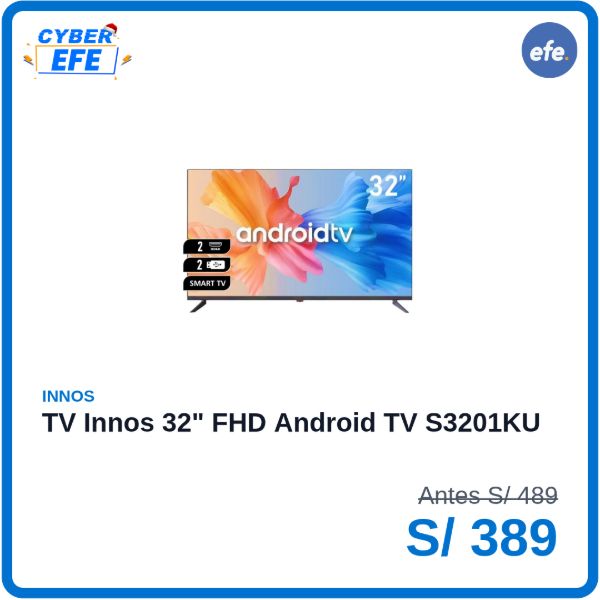 CYBER
EFE
efe.
32”
androidtv
2
2
SMART TV
INNOS
TV Innos 32" FHD Android TV S3201KU
Antes S/ 489
S/ 389